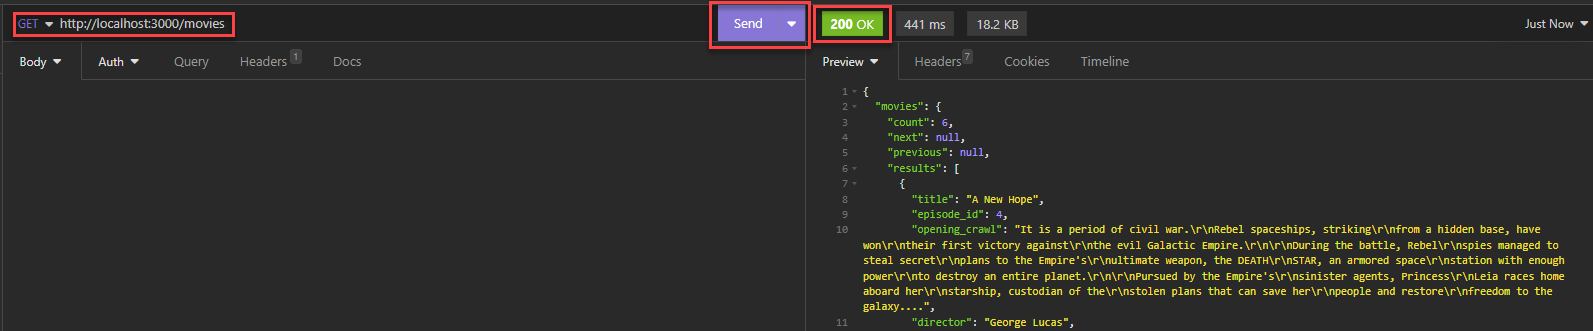 GET http://localhost:3000/movies
Send
200 OK 441 ms 18.2 KB
Just Now
Body Auth Query Headers 1 Docs
Preview Headers 7 Cookies Timeline
1 {
2 "movies": {
3 "count": 6,
4 "next": null,
5 "previous": null,
6 "results": [
7 {
8 "title": "A New Hope",
9 "episode_id": 4,
10 "opening_crawl": "It is a period of civil war.\r\nRebel spaceships, striking\r\nfrom a hidden base, have
won\r\ntheir first victory against\r\nthe evil Galactic Empire.\r\n\r\nDuring the battle, Rebel\r\nspies managed to
steal secret\r\nplans to the Empire's\r\nultimate weapon, the DEATH\r\nSTAR, an armored space\r\nstation with enough
power\r\nto destroy an entire planet.\r\n\r\nPursued by the Empire's\r\nsinister agents, Princess\r\nLeia races home
aboard her\r\nstarship, custodian of the\r\nstolen plans that can save her\r\npeople and restore\r\nfreedom to the
galaxy....",
11 "director": "George Lucas",